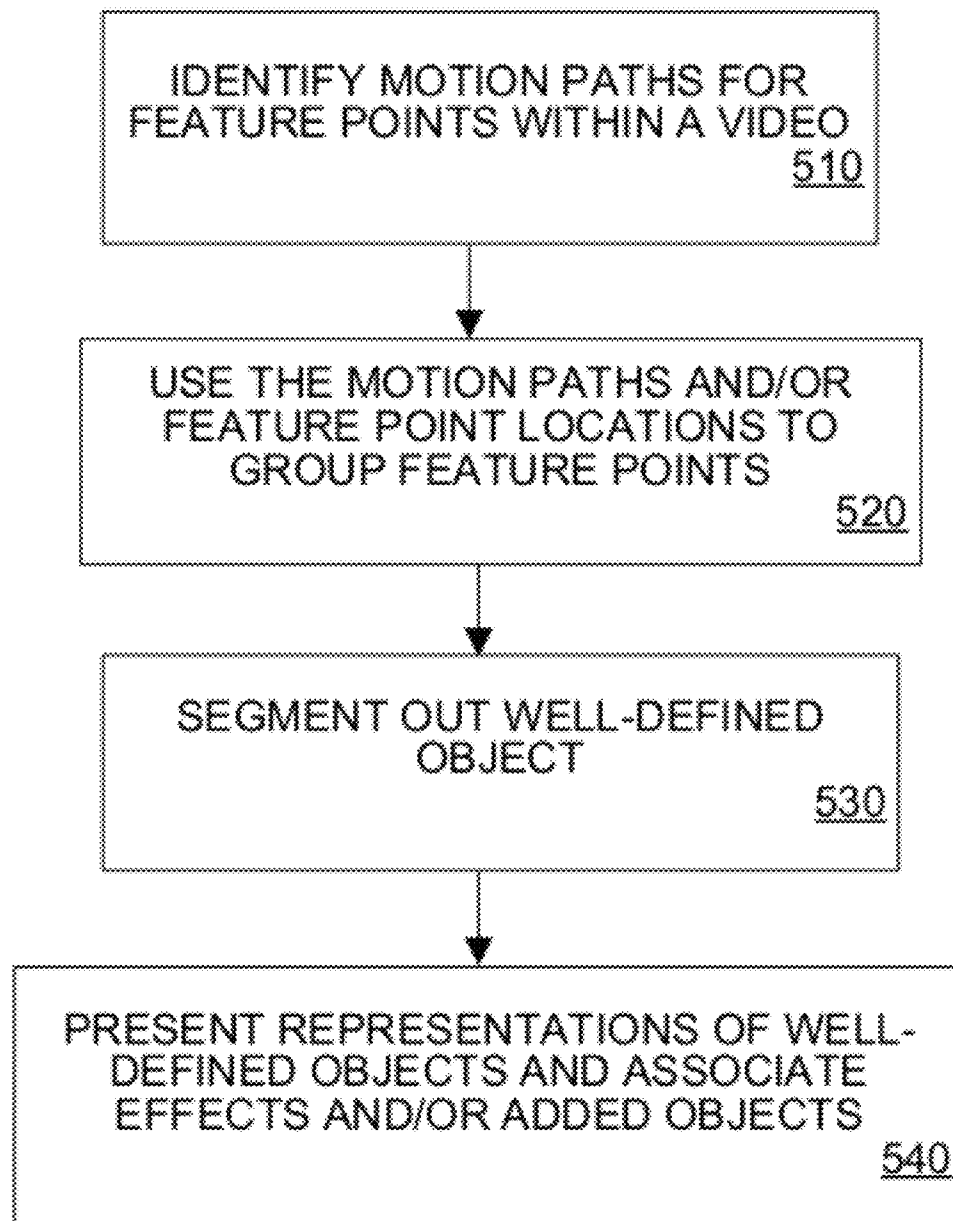 IDENTIFY MOTION PATHS FOR
FEATURE POINTS WITHIN A VIDEO
510
USE THE MOTION PATHS AND/OR
FEATURE POINT LOCATIONS TO
GROUP FEATURE POINTS
520
SEGMENT OUT WELL-DEFINED
OBJECT
530
PRESENT REPRESENTATIONS OF WELL-
DEFINED OBJECTS AND ASSOCIATE
EFFECTS AND/OR ADDED OBJECTS
540